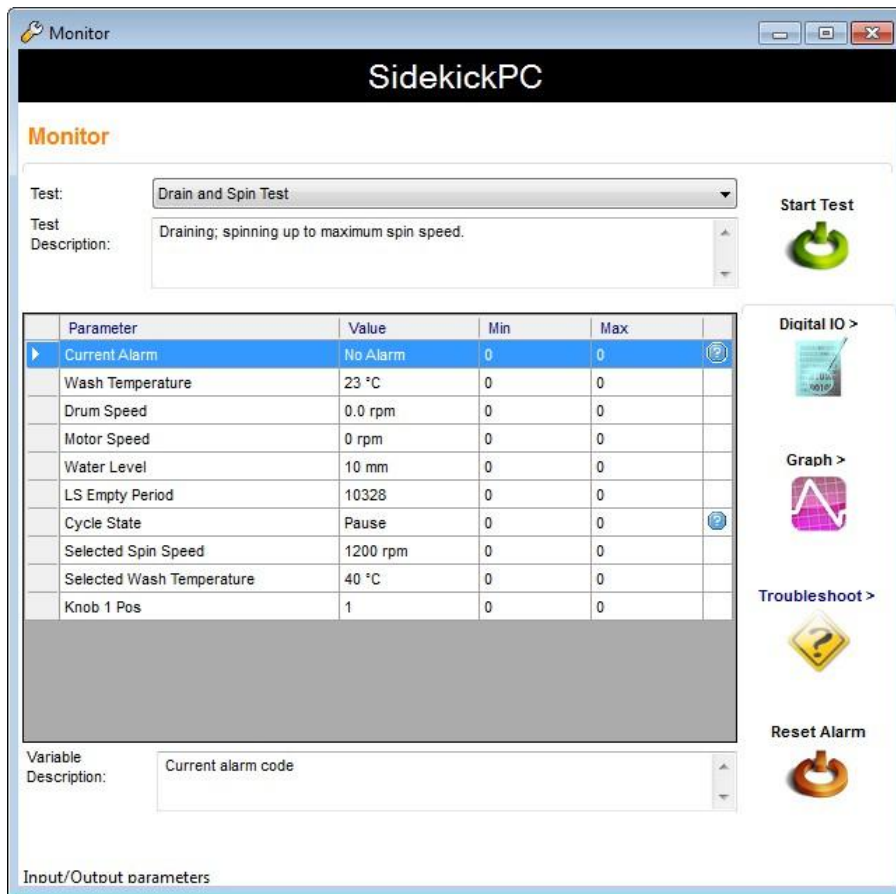 Monitor
SidekickPC
Monitor
Test:
Drain and Spin Test
Test
Description:
Draining; spinning up to maximum spin speed.
Start Test
Parameter Value Min Max
Current Alarm No Alarm 0 0
Wash Temperature 23 °C 0 0
Drum Speed 0.0 rpm 0 0
Motor Speed 0 rpm 0 0
Water Level 10 mm 0 0
LS Empty Period 10328 0 0
Cycle State Pause 0 0
Selected Spin Speed 1200 rpm 0 0
Selected Wash Temperature 40 °C 0 0
Knob 1 Pos 1 0 0
Digital IO >
Graph >
Troubleshoot >
Reset Alarm
Variable
Description:
Current alarm code
Input/Output parameters